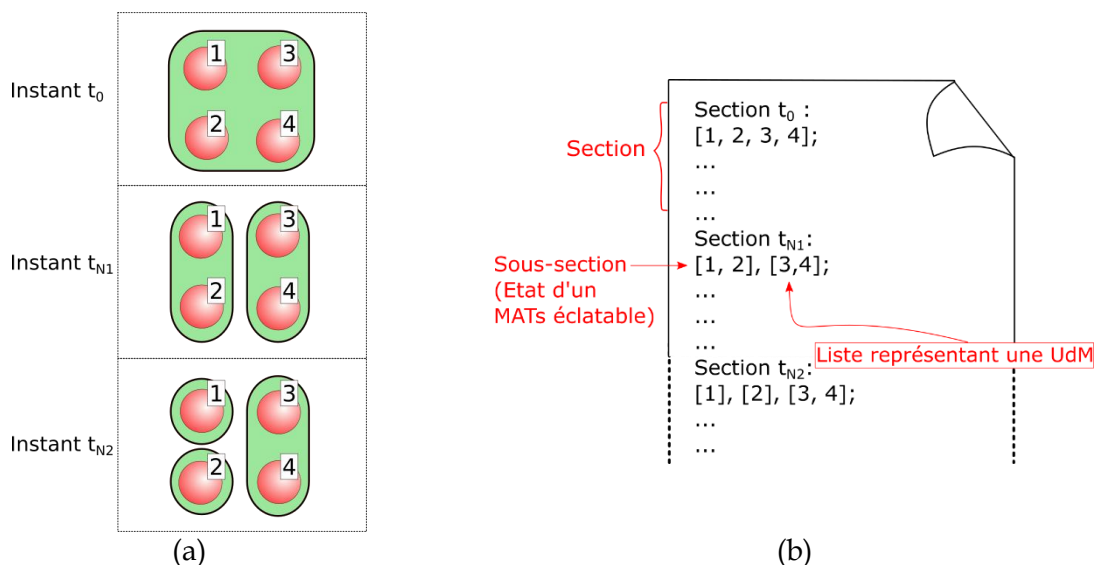 Instant t0
1 3
2 4
Instant tN1
1 3
2 4
Instant tN2
1 3
2 4
(a)
Section
Section t0 :
[1, 2, 3, 4];
...
...
...
Section tN1:
Sous-section
(Etat d'un
MATs éclatable)
[1, 2], [3,4];
...
...
...
Liste représentant une UdM
Section tN2:
[1], [2], [3, 4];
...
...
(b)